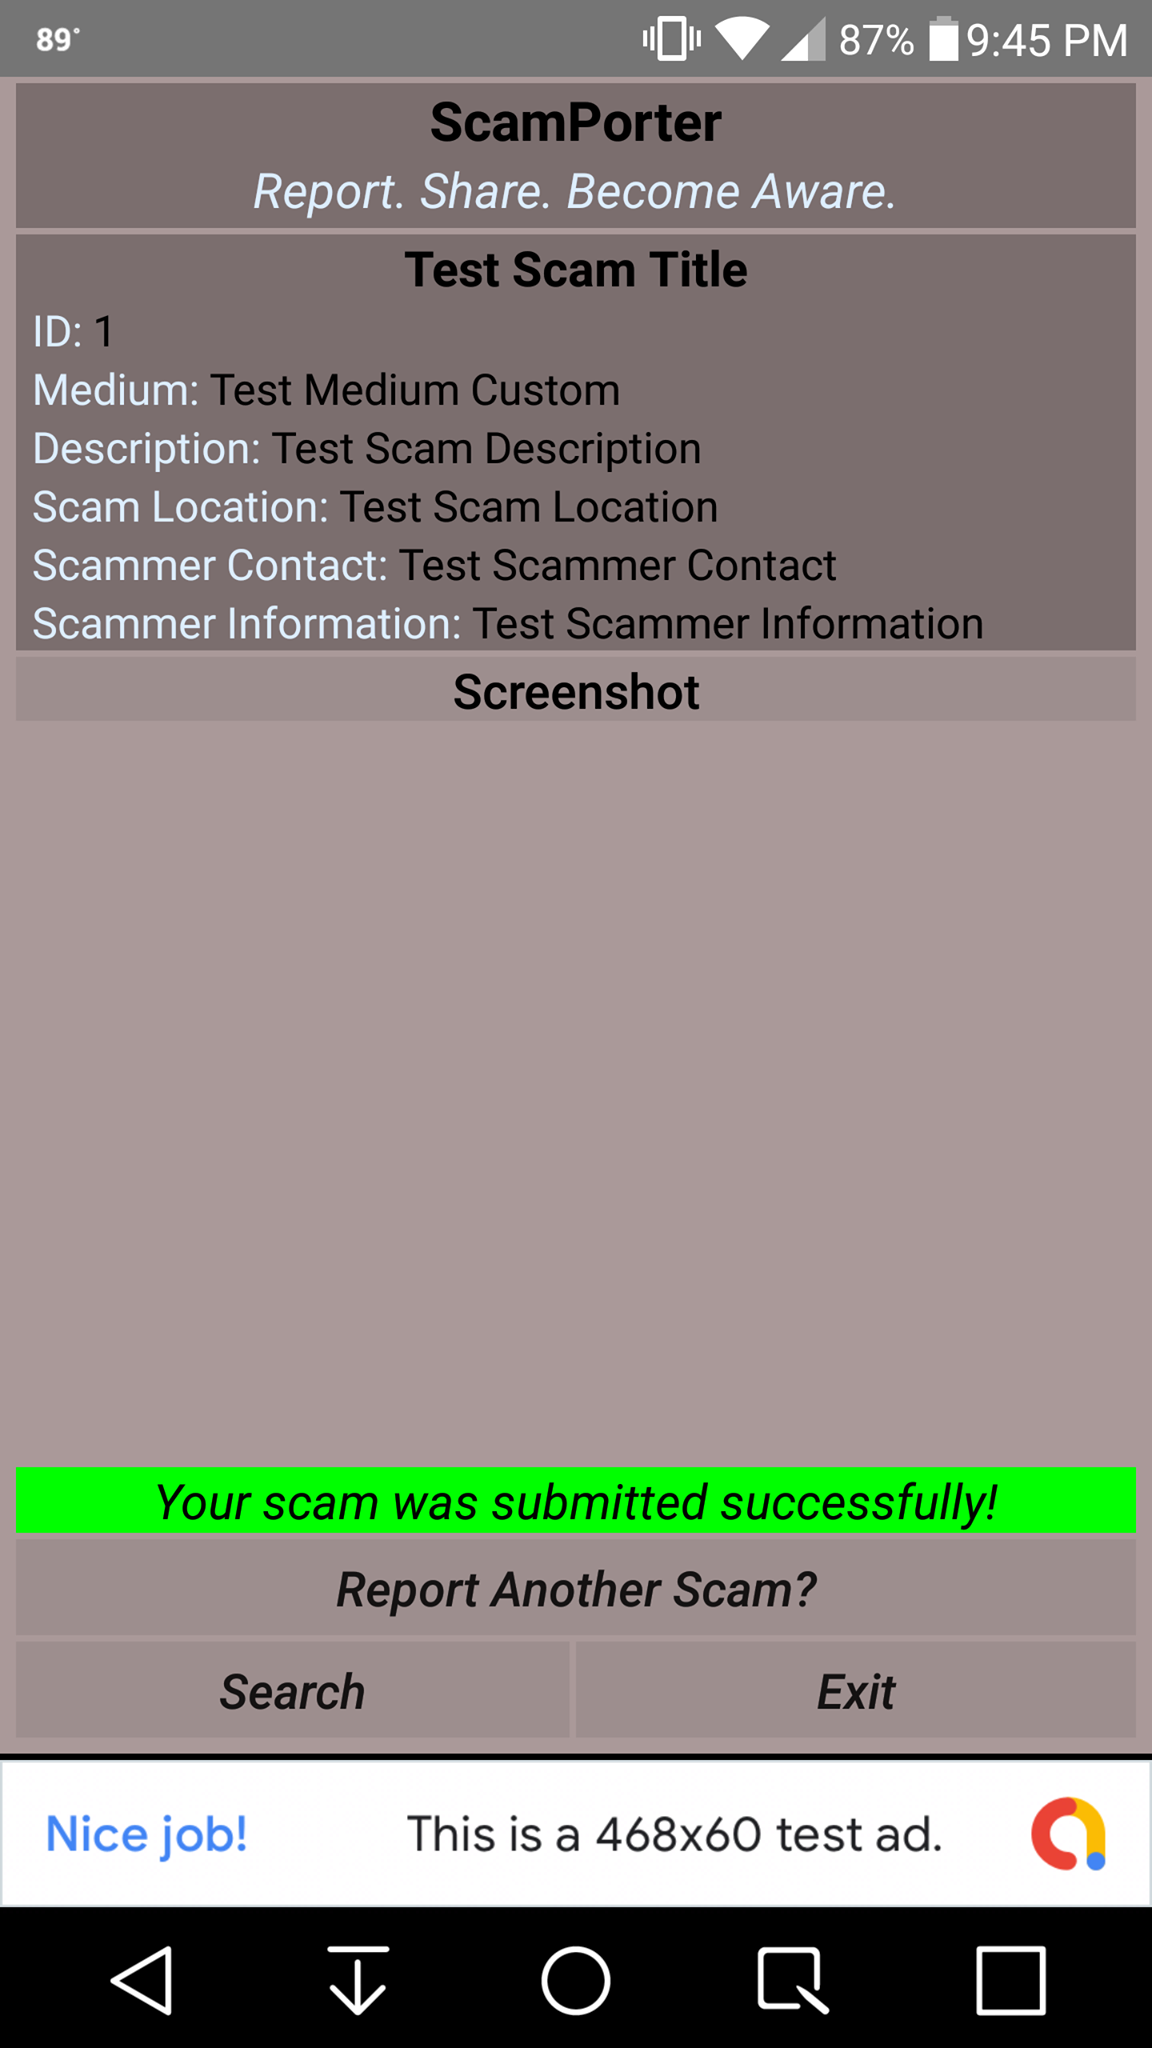 89°
87% 9:45 PM
ScamPorter
Report. Share. Become Aware.
Test Scam Title
ID: 1
Medium: Test Medium Custom
Description: Test Scam Description
Scam Location: Test Scam Location
Scammer Contact: Test Scammer Contact
Scammer Information: Test Scammer Information
Screenshot
Your scam was submitted successfully!
Report Another Scam?
Search
Exit
Nice job!
This is a 468x60 test ad.